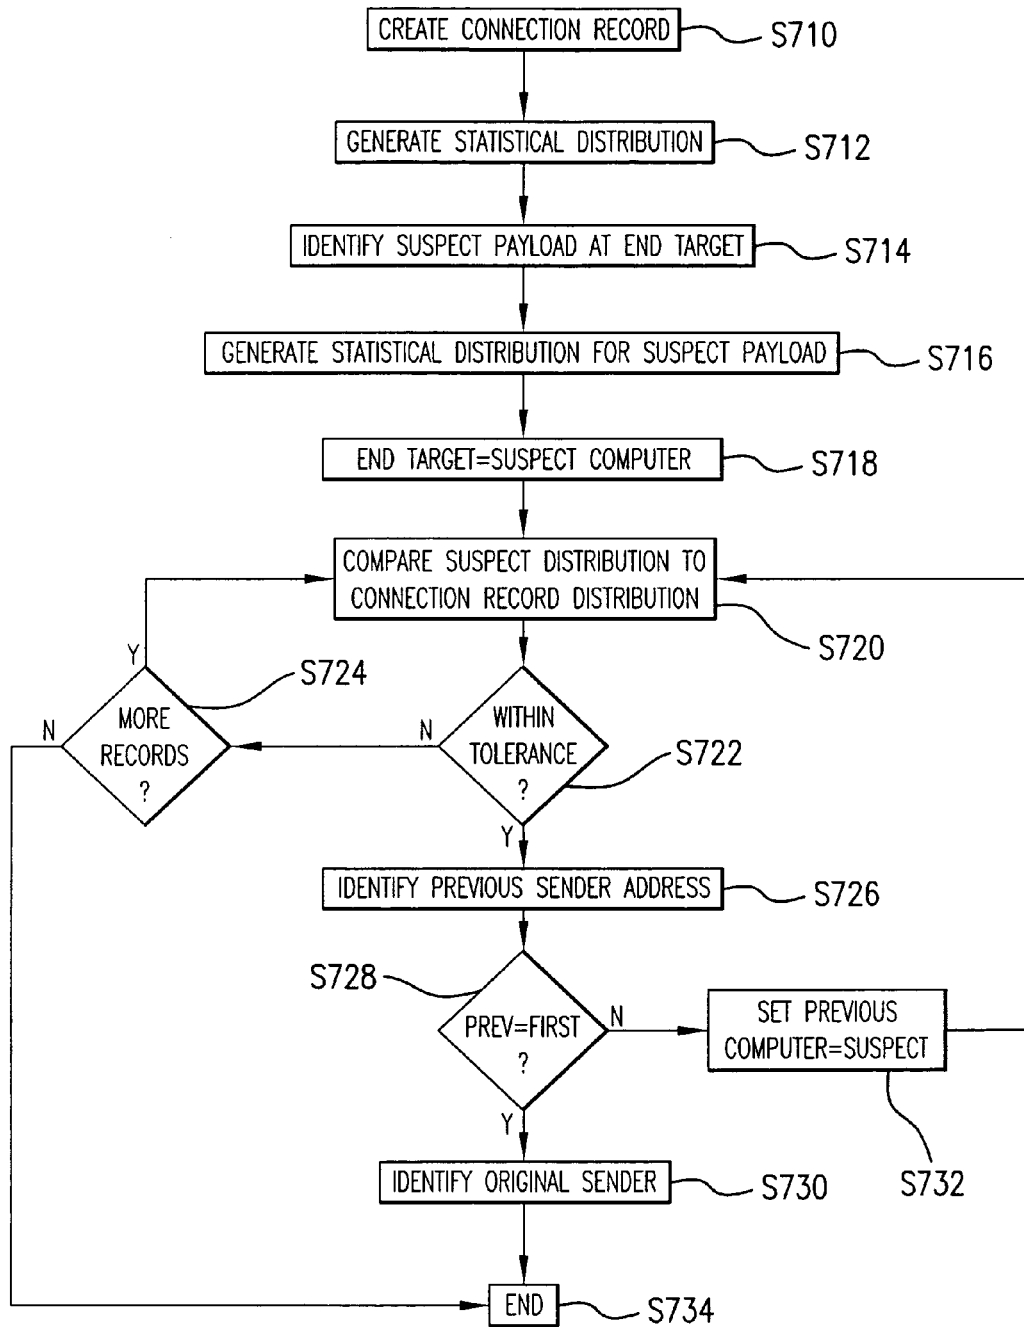 CREATE CONNECTION RECORD
S710
GENERATE STATISTICAL DISTRIBUTION
S712
IDENTIFY SUSPECT PAYLOAD AT END TARGET
S714
GENERATE STATISTICAL DISTRIBUTION FOR SUSPECT PAYLOAD
S716
END TARGET=SUSPECT COMPUTER
S718
COMPARE SUSPECT DISTRIBUTION TO
CONNECTION RECORD DISTRIBUTION
S720
Y
S724
N
MORE
RECORDS
?
N
WITHIN
TOLERANCE
?
S722
Y
IDENTIFY PREVIOUS SENDER ADDRESS
S726
S728
PREV=FIRST
?
N
SET PREVIOUS
COMPUTER=SUSPECT
S732
Y
IDENTIFY ORIGINAL SENDER
S730
END
S734